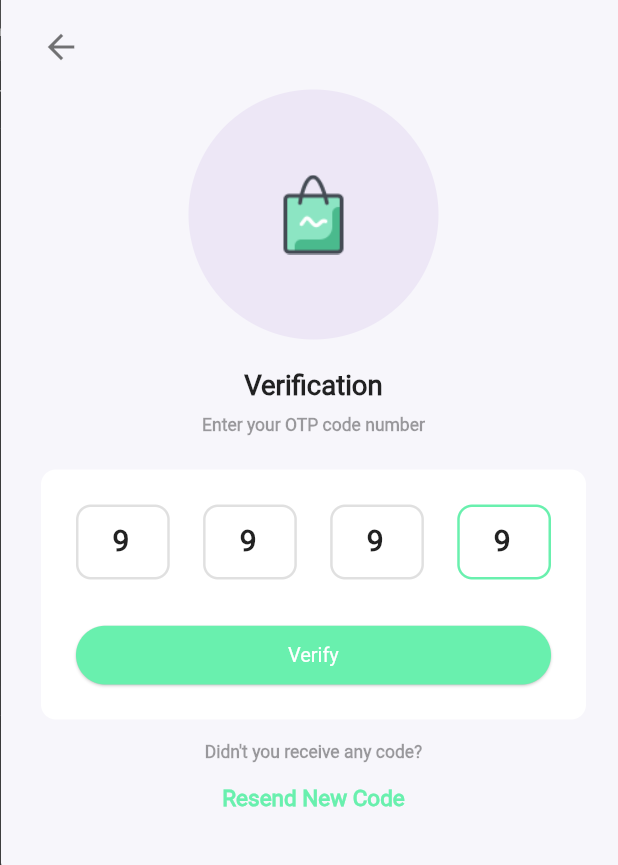 Verification
Enter your OTP code number
9 9 9 9
Verify
Didn't you receive any code?
Resend New Code